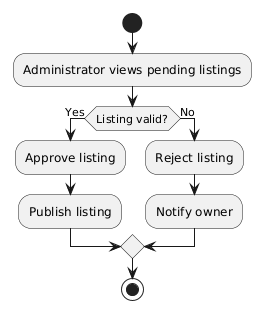 Administrator views pending listings
Listing valid?
Yes
No
Approve listing
Reject listing
Publish listing
Notify owner